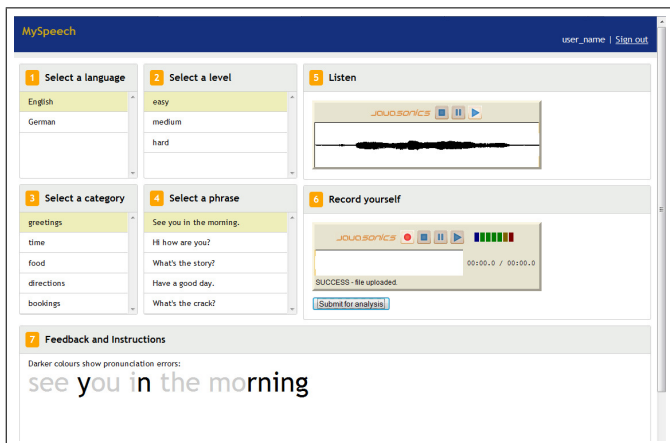 MySpeech
user_name | Sign out
1 Select a language
English
German
2 Select a level
easy
medium
hard
3 Select a category
greetings
time
food
directions
bookings
4 Select a phrase
See you in the morning.
Hi how are you?
What's the story?
Have a good day.
What's the crack?
5 Listen
JavaSonics
6 Record yourself
JavaSonics
00:00.0 / 00:00.0
SUCCESS - file uploaded.
Submit for analysis
7 Feedback and Instructions
Darker colours show pronunciation errors:
see you in the morning